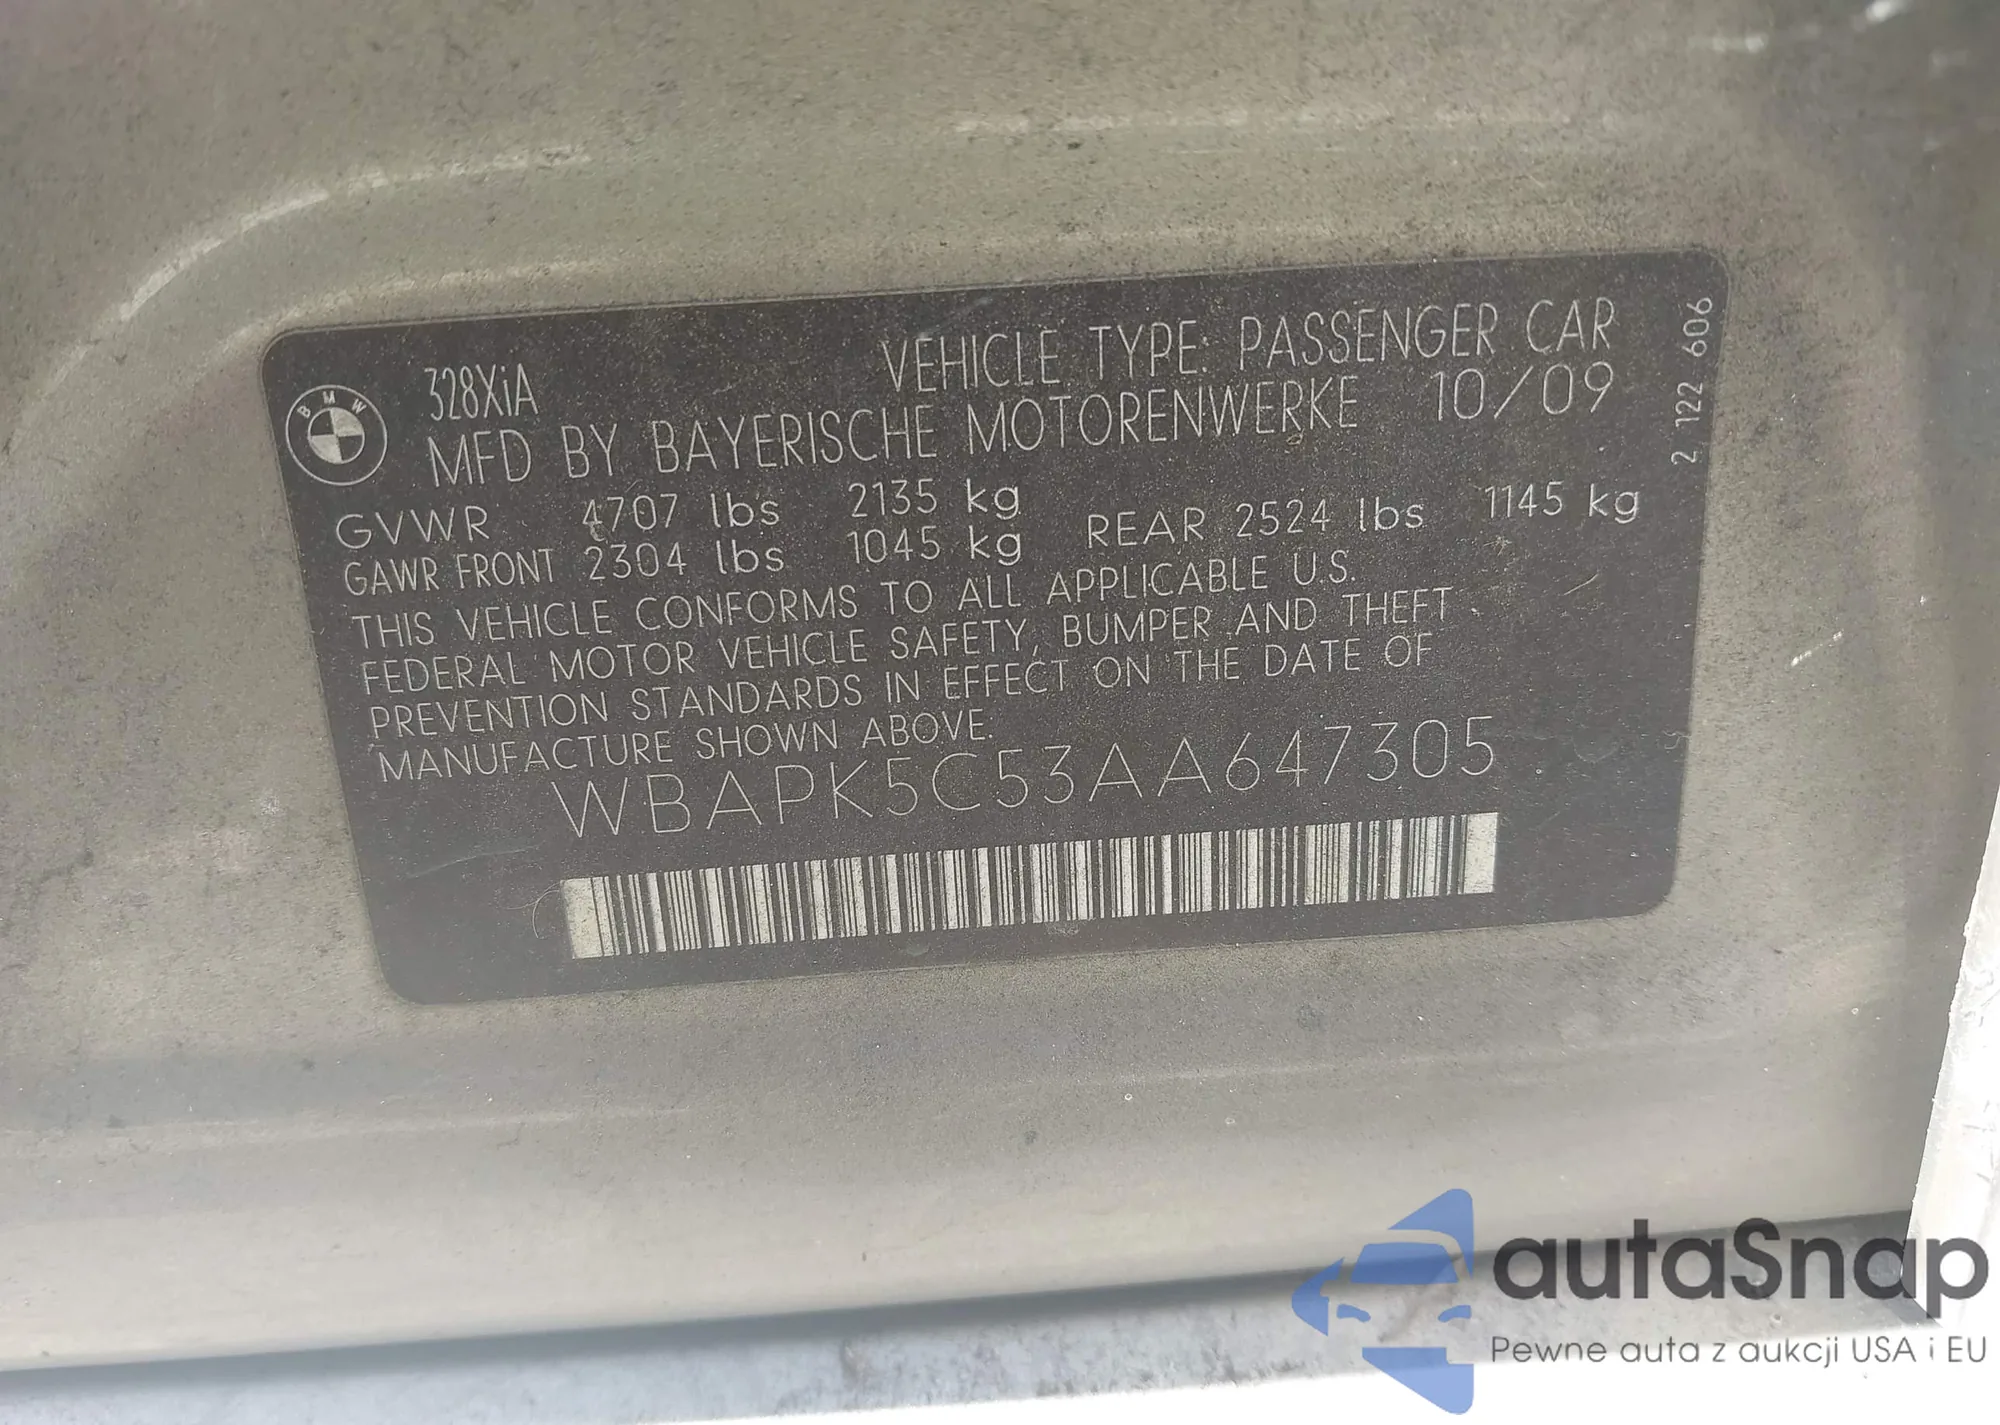 BMW
328XiA
VEHICLE TYPE: PASSENGER CAR
MFD BY BAYERISCHE MOTORENWERKE 10/09
GVWR 4707 lbs 2135 kg
GAWR FRONT 2304 lbs 1045 kg REAR 2524 lbs 1145 kg
THIS VEHICLE CONFORMS TO ALL APPLICABLE U.S.
FEDERAL MOTOR VEHICLE SAFETY, BUMPER AND THEFT
PREVENTION STANDARDS IN EFFECT ON THE DATE OF
MANUFACTURE SHOWN ABOVE.
WBAPK5C53AA647305
2 122 606
autaSnap
Pewne auta z aukcji USA i EU